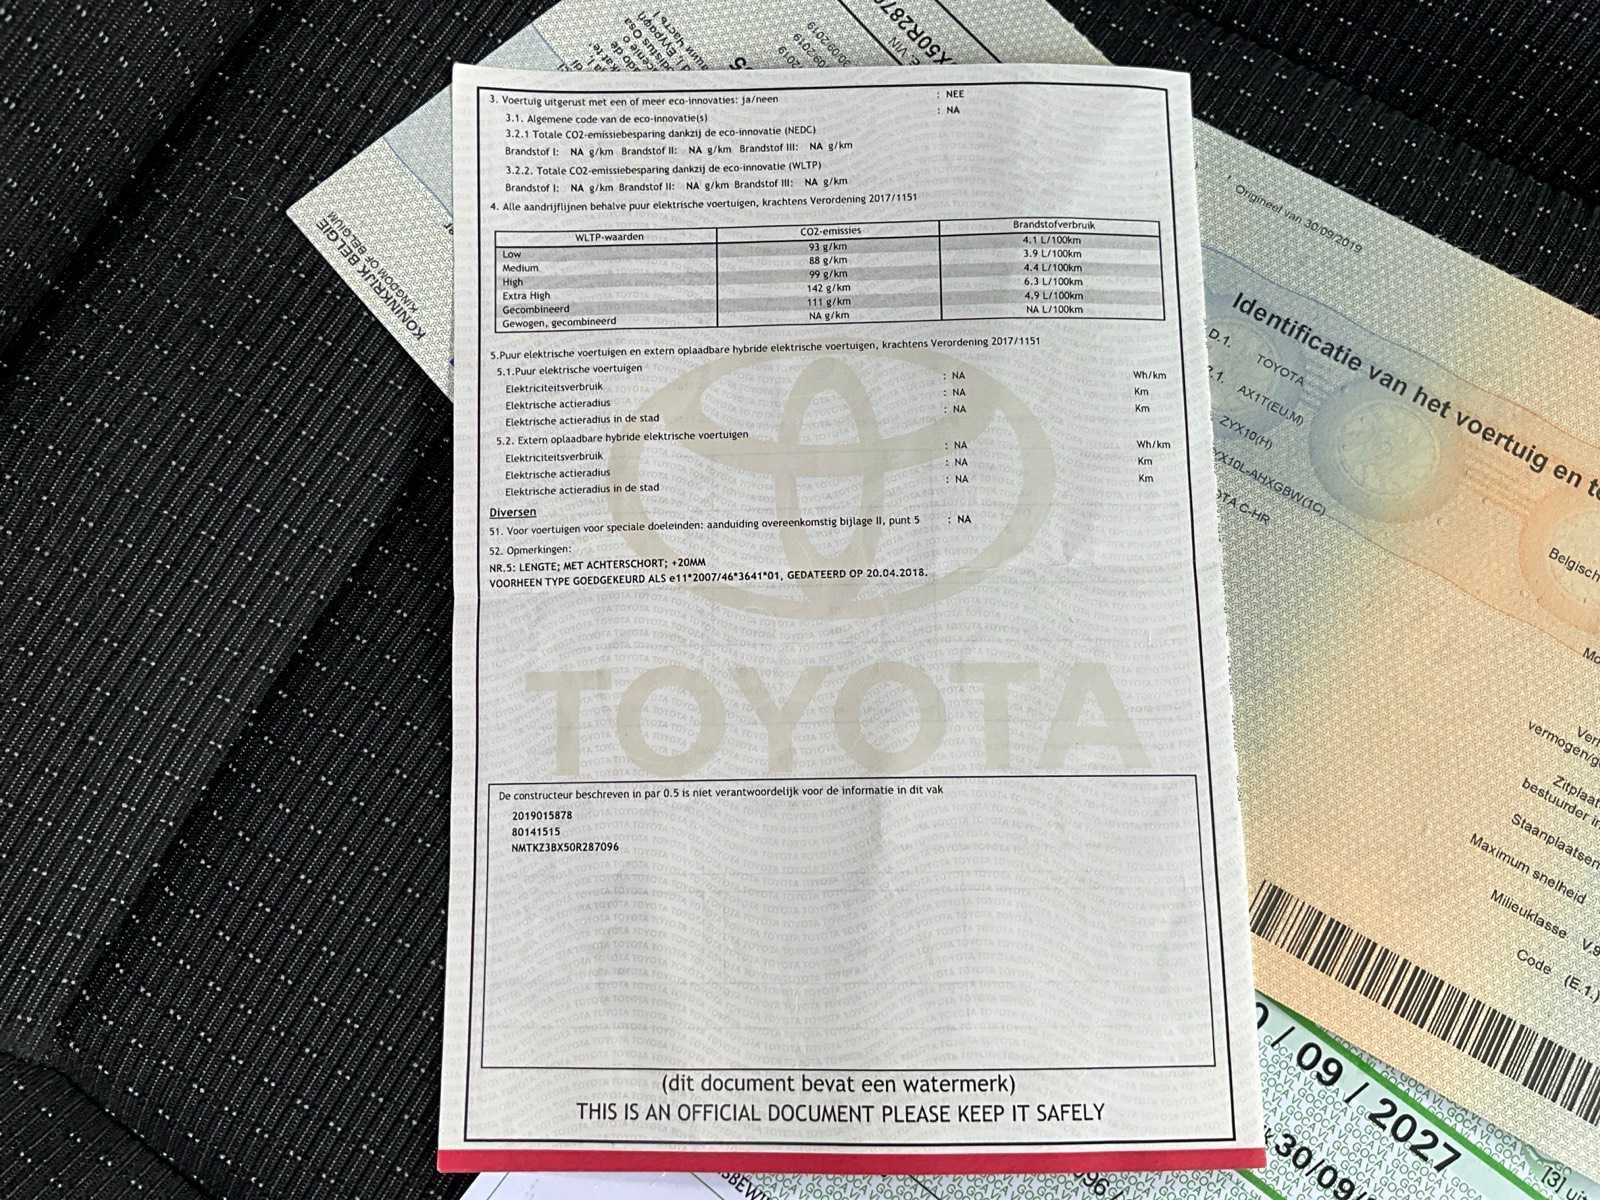 3. Voertuig uitgerust met een of meer eco-innovaties: ja/neen : NEE
3.1. Algemene code van de eco-innovatie(s) : NA
3.2.1 Totale CO2-emissiebesparing dankzij de eco-innovatie (NEDC)
Brandstof I: NA g/km Brandstof II: NA g/km Brandstof III: NA g/km
3.2.2. Totale CO2-emissiebesparing dankzij de eco-innovatie (WLTP)
Brandstof I: NA g/km Brandstof II: NA g/km Brandstof III: NA g/km
4. Alle aandrijflijnen behalve puur elektrische voertuigen, krachtens Verordening 2017/1151
WLTP-waarden CO2-emissies Brandstofverbruik
Low 93 g/km 4.1 L/100km
Medium 88 g/km 3.9 L/100km
High 99 g/km 4.4 L/100km
Extra High 142 g/km 6.3 L/100km
Gecombineerd 111 g/km 4.9 L/100km
Gewogen, gecombineerd NA g/km NA L/100km
5.Puur elektrische voertuigen en extern oplaadbare hybride elektrische voertuigen, krachtens Verordening 2017/1151
5.1.Puur elektrische voertuigen
Elektriciteitsverbruik : NA Wh/km
Elektrische actieradius : NA Km
Elektrische actieradius in de stad : NA Km
5.2. Extern oplaadbare hybride elektrische voertuigen
Elektriciteitsverbruik : NA Wh/km
Elektrische actieradius : NA Km
Elektrische actieradius in de stad : NA Km
Diversen
51. Voor voertuigen voor speciale doeleinden: aanduiding overeenkomstig bijlage II, punt 5 : NA
52. Opmerkingen:
NR.5: LENGTE; MET ACHTERSCHORT; +20MM
VOORHEEN TYPE GOEDGEKEURD ALS e11*2007/46*3641*01, GEDATEERD OP 20.04.2018.
TOYOTA
De constructeur beschreven in par 0.5 is niet verantwoordelijk voor de informatie in dit vak
2019015878
80141515
NMTKZ3BX50R287096
(dit document bevat een watermerk)
THIS IS AN OFFICIAL DOCUMENT PLEASE KEEP IT SAFELY
KONINKRIJK BELGIE
KINGDOM OF BELGIUM
Origineel van 30/09/2019
Identificatie van het voertuig en
D.1. TOYOTA
AX1T(EU,M)
ZYX10(H)
YX10L-AHXGBW(1C)
C-HR
Belgisch
vermogen/
bestuurder
Staanplaatsen
Maximum snelheid
Milieuklasse V.9
Code (E.1.)
/ 09 / 2027
30/09/